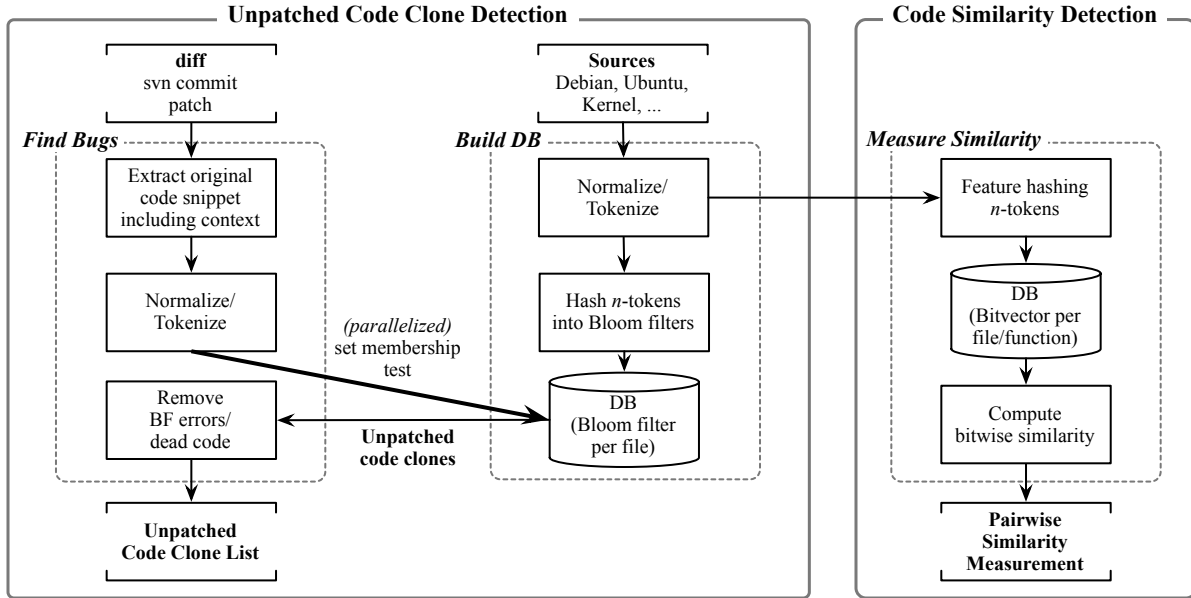 Unpatched Code Clone Detection
diff
svn commit
patch
Find Bugs
Extract original
code snippet
including context
Normalize/
Tokenize
Remove
BF errors/
dead code
Unpatched
Code Clone List
(parallelized)
set membership
test
Unpatched
code clones
Sources
Debian, Ubuntu,
Kernel, ...
Build DB
Normalize/
Tokenize
Hash n-tokens
into Bloom filters
DB
(Bloom filter
per file)
Code Similarity Detection
Measure Similarity
Feature hashing
n-tokens
DB
(Bitvector per
file/function)
Compute
bitwise similarity
Pairwise
Similarity
Measurement